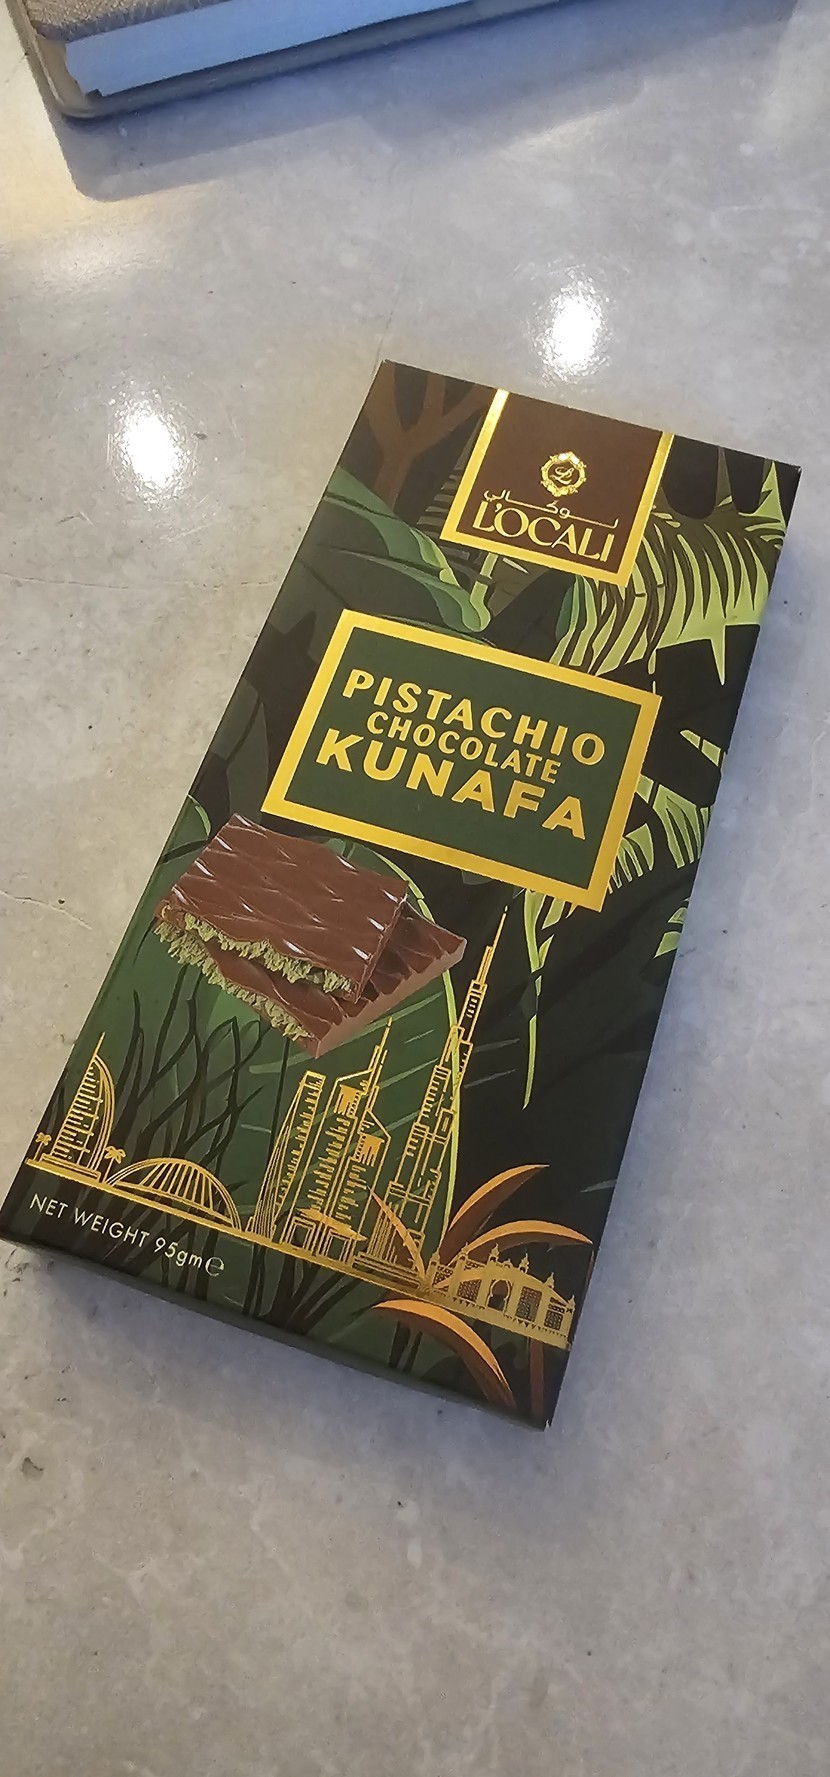 لوكالي
L'OCALI
PISTACHIO
CHOCOLATE
KUNAFA
NET WEIGHT 95gm℮